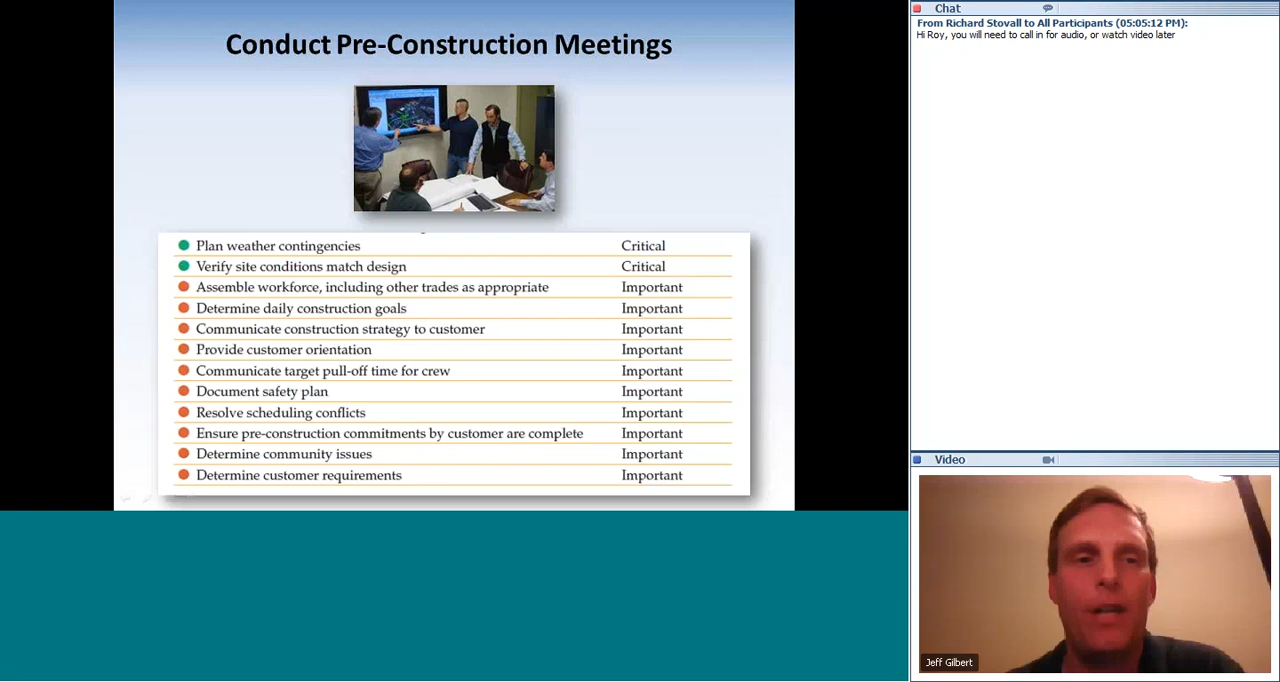 Conduct Pre-Construction Meetings
Plan weather contingencies Critical
Verify site conditions match design Critical
Assemble workforce, including other trades as appropriate Important
Determine daily construction goals Important
Communicate construction strategy to customer Important
Provide customer orientation Important
Communicate target pull-off time for crew Important
Document safety plan Important
Resolve scheduling conflicts Important
Ensure pre-construction commitments by customer are complete Important
Determine community issues Important
Determine customer requirements Important
Chat
From Richard Stovall to All Participants (05:05:12 PM):
Hi Roy, you will need to call in for audio, or watch video later
Video
Jeff Gilbert